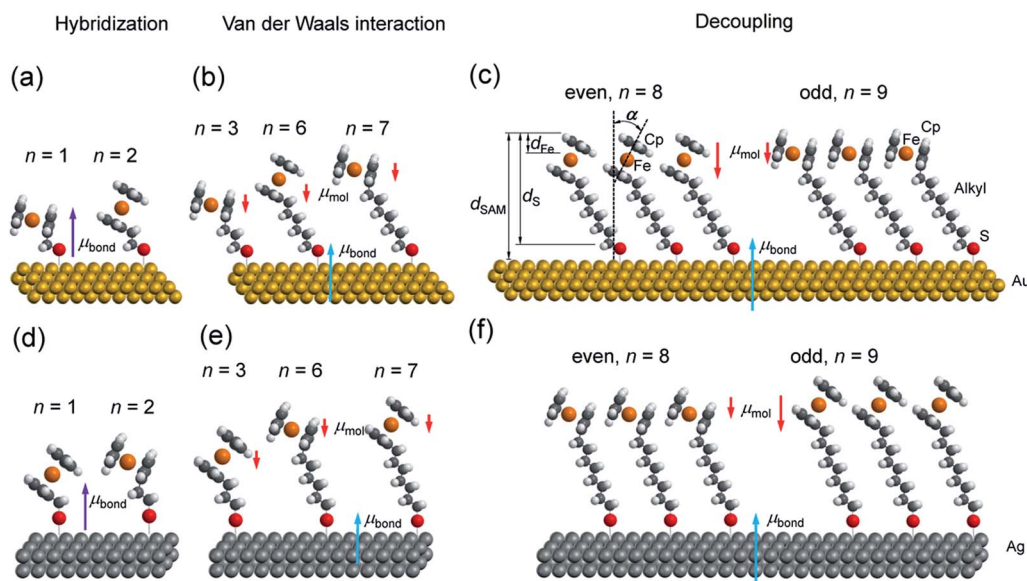 Hybridization
Van der Waals interaction
Decoupling
(a)
n = 1
n = 2
μbond
(b)
n = 3
n = 6
n = 7
μmol
μbond
(c)
even, n = 8
odd, n = 9
α
dFe
Cp
Fe
dS
dSAM
μmol
μbond
Fe
Cp
Alkyl
S
Au
(d)
n = 1
n = 2
μbond
(e)
n = 3
n = 6
n = 7
μmol
μbond
(f)
even, n = 8
odd, n = 9
μmol
μbond
Ag